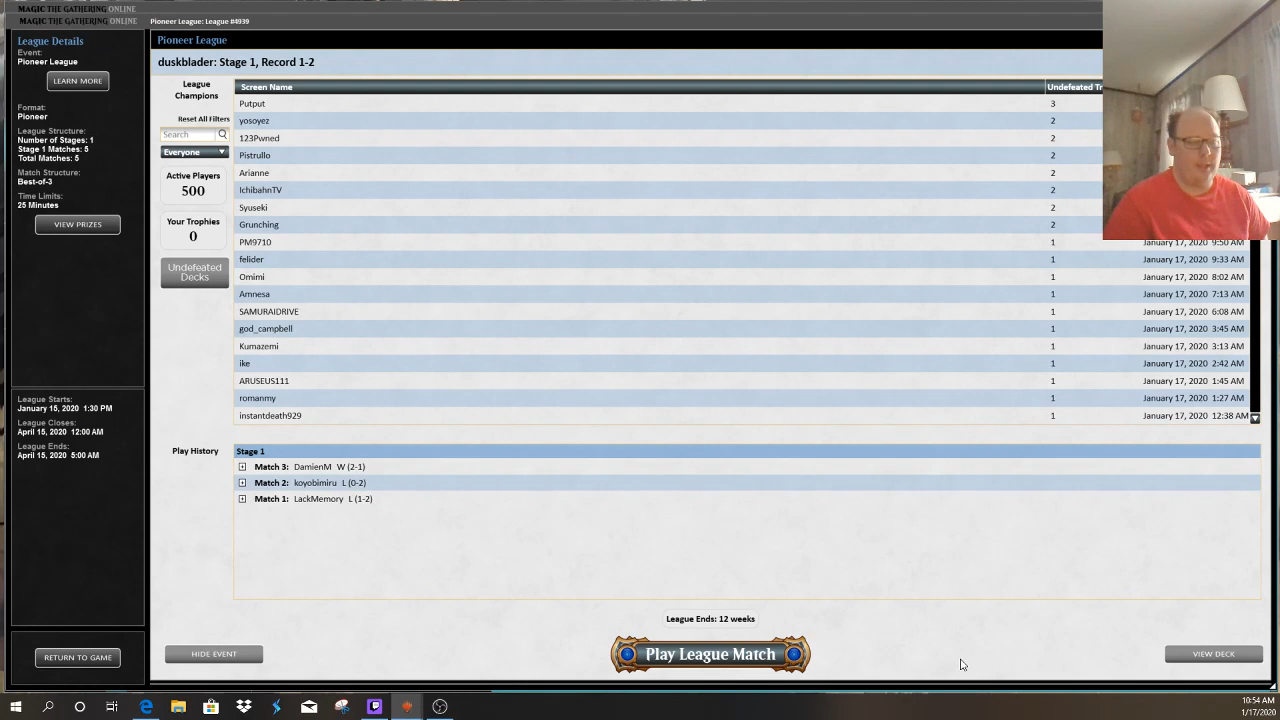 MAGIC THE GATHERING ONLINE
MAGIC THE GATHERING ONLINE
Pioneer League: League #4939
League Details
Event:
Pioneer League
LEARN MORE
Format:
Pioneer
League Structure:
Number of Stages: 1
Stage 1 Matches: 5
Total Matches: 5
Match Structure:
Best-of-3
Time Limits:
25 Minutes
VIEW PRIZES
League Starts:
January 15, 2020 1:30 PM
League Closes:
April 15, 2020 12:00 AM
League Ends:
April 15, 2020 5:00 AM
RETURN TO GAME
Pioneer League
duskblader: Stage 1, Record 1-2
League
Champions
Reset All Filters
Search
Everyone
Active Players
500
Your Trophies
0
Undefeated
Decks
Screen Name Undefeated Tr
Putput 3
yosoyez 2
123Pwned 2
Pistrullo 2
Arianne 2
IchibahnTV 2
Syuseki 2
Grunching 2
PM9710 1 January 17, 2020 9:50 AM
felider 1 January 17, 2020 9:33 AM
Omimi 1 January 17, 2020 8:02 AM
Amnesa 1 January 17, 2020 7:13 AM
SAMURAIDRIVE 1 January 17, 2020 6:08 AM
god_campbell 1 January 17, 2020 3:45 AM
Kumazemi 1 January 17, 2020 3:13 AM
ike 1 January 17, 2020 2:42 AM
ARUSEUS111 1 January 17, 2020 1:45 AM
romanmy 1 January 17, 2020 1:27 AM
instantdeath929 1 January 17, 2020 12:38 AM
Play History
Stage 1
Match 3: DamienM W (2-1)
Match 2: koyobimiru L (0-2)
Match 1: LackMemory L (1-2)
League Ends: 12 weeks
HIDE EVENT
Play League Match
VIEW DECK
10:54 AM
1/17/2020